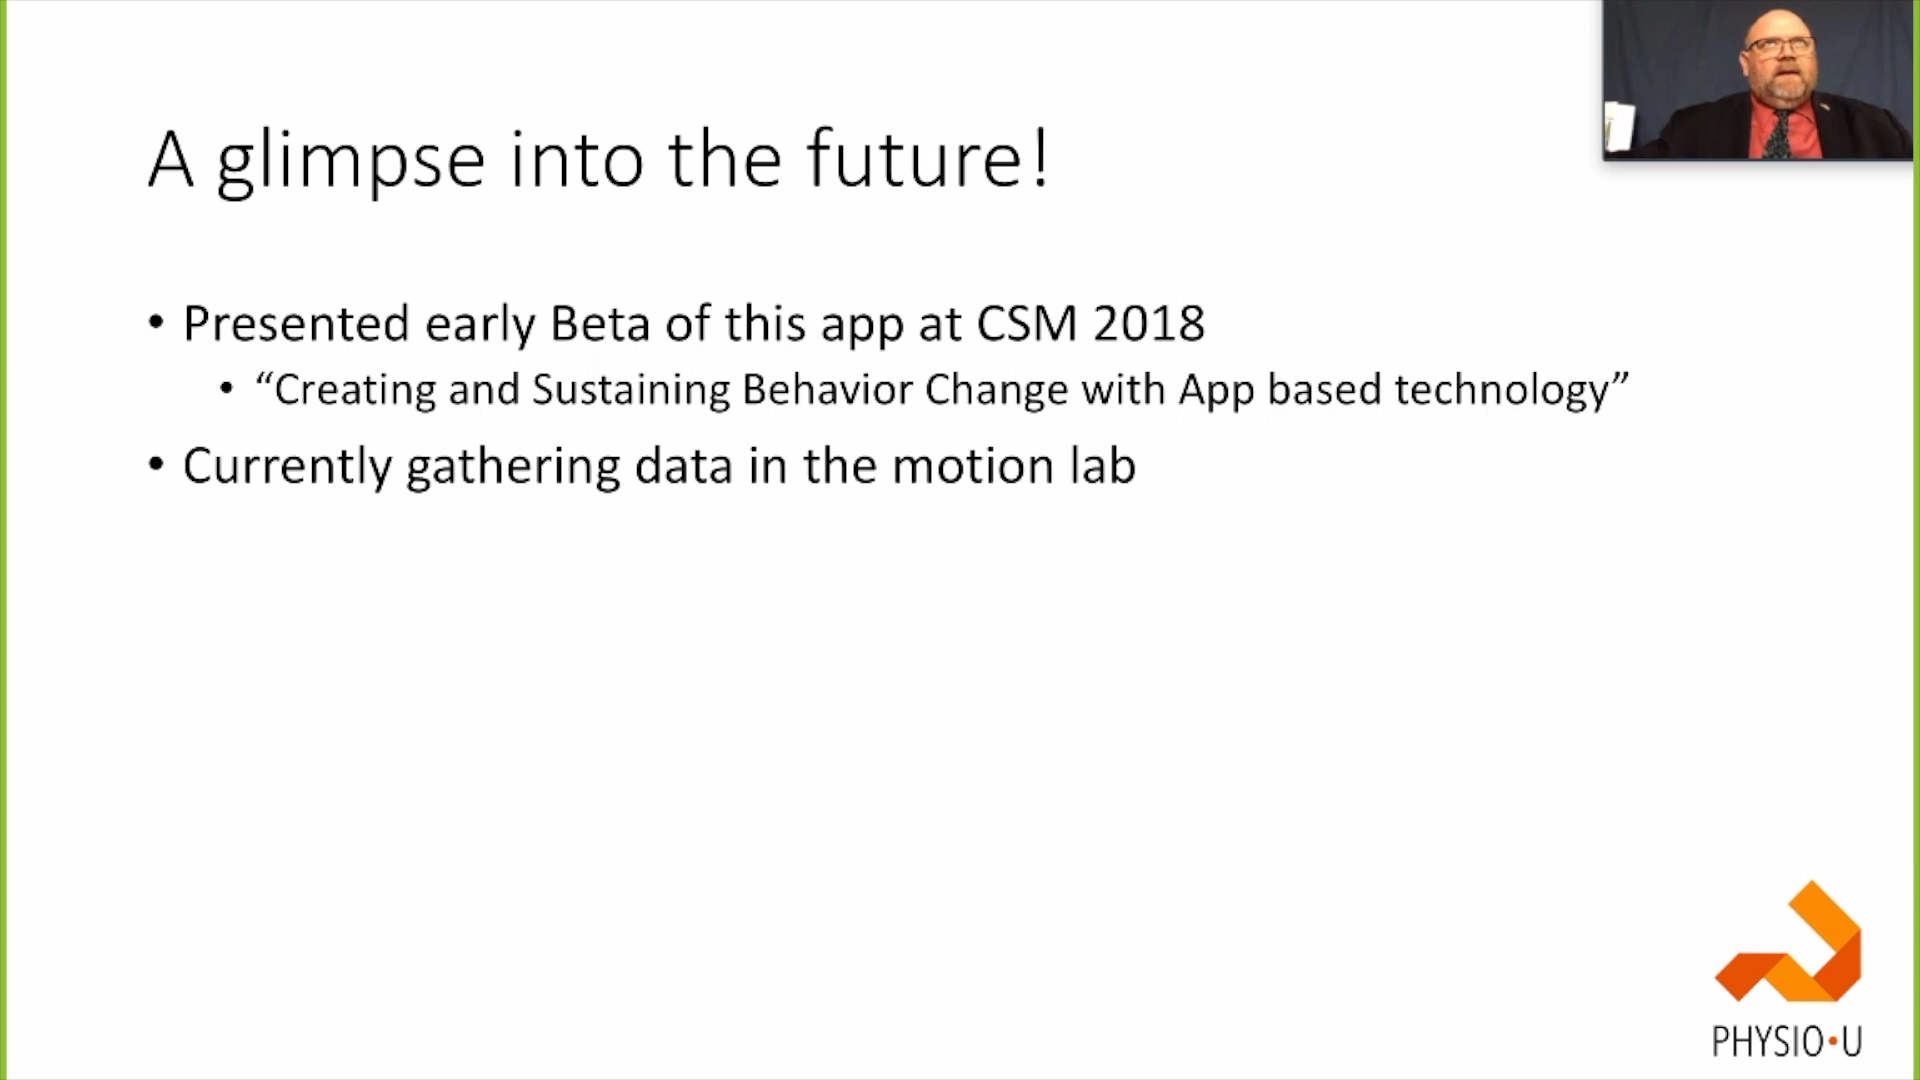 A glimpse into the future!
• Presented early Beta of this app at CSM 2018
• “Creating and Sustaining Behavior Change with App based technology”
• Currently gathering data in the motion lab
PHYSIO•U